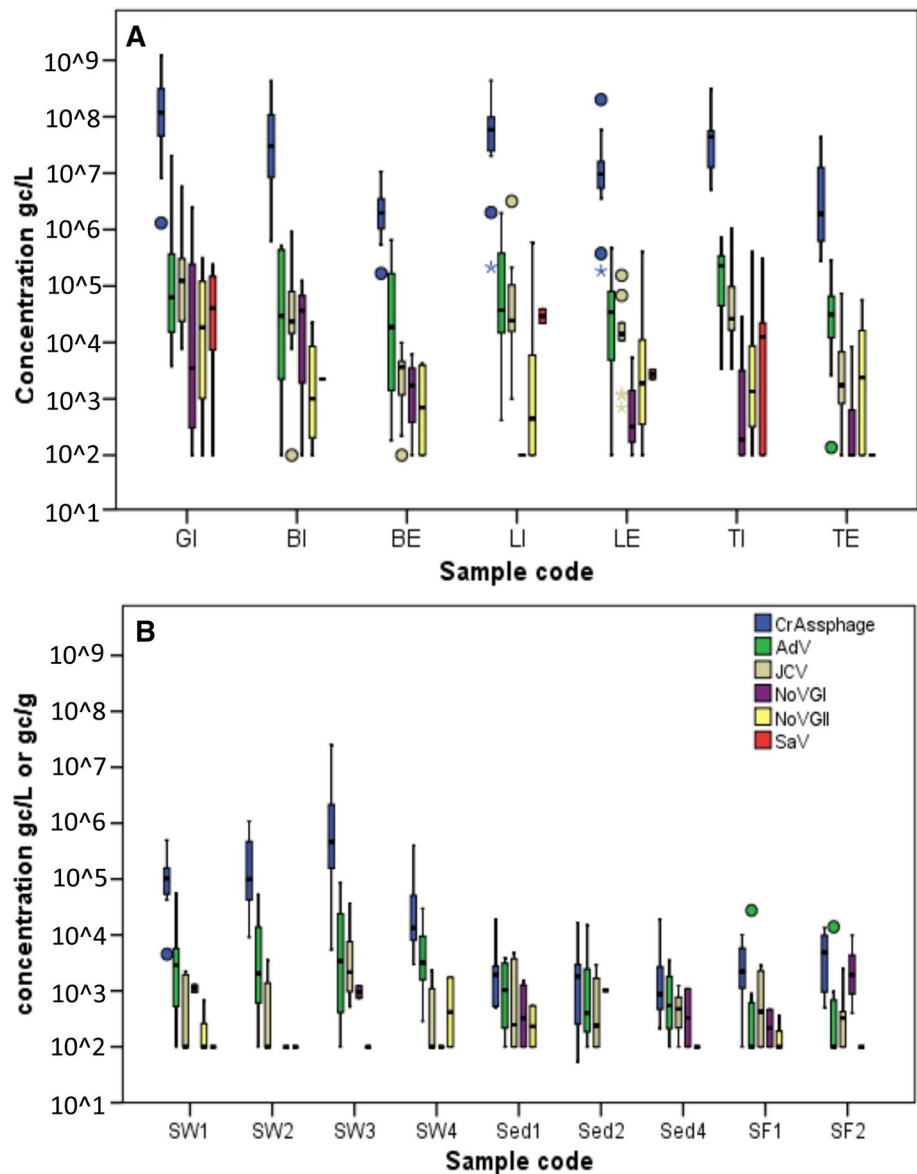 A
10^9
10^8
10^7
10^6
10^5
10^4
10^3
10^2
10^1
Concentration gc/L
GI BI BE LI LE TI TE
Sample code
B
CrAssphage
AdV
JCV
NoVGI
NoVGII
SaV
10^9
10^8
10^7
10^6
10^5
10^4
10^3
10^2
10^1
concentration gc/L or gc/g
SW1 SW2 SW3 SW4 Sed1 Sed2 Sed4 SF1 SF2
Sample code